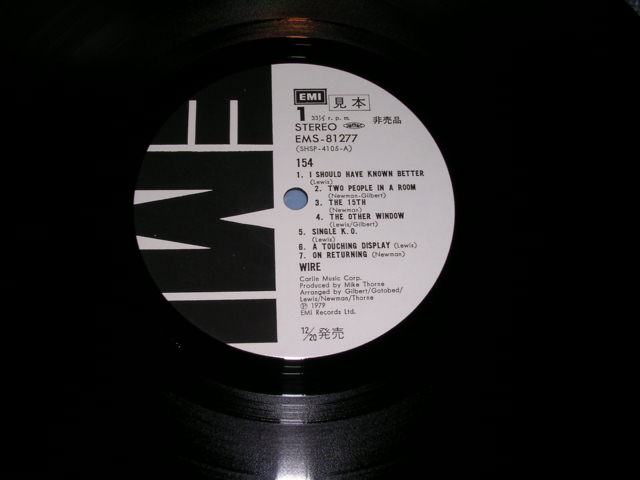 EMI
EMI 見本
1 33⅓ r. p. m.
STEREO 非売品
EMS-81277
(SHSP-4105-A)
154
1. I SHOULD HAVE KNOWN BETTER
(Lewis)
2. TWO PEOPLE IN A ROOM
(Newman-Gilbert)
3. THE 15TH
(Newman)
4. THE OTHER WINDOW
(Lewis/Gilbert)
5. SINGLE K.O.
(Lewis)
6. A TOUCHING DISPLAY (Lewis)
7. ON RETURNING (Newman)
WIRE
Carlin Music Corp.
Produced by Mike Thorne
Arranged by Gilbert/Gotobed/
Lewis/Newman/Thorne
Ⓟ 1979
EMI Records Ltd.
12/20 発売